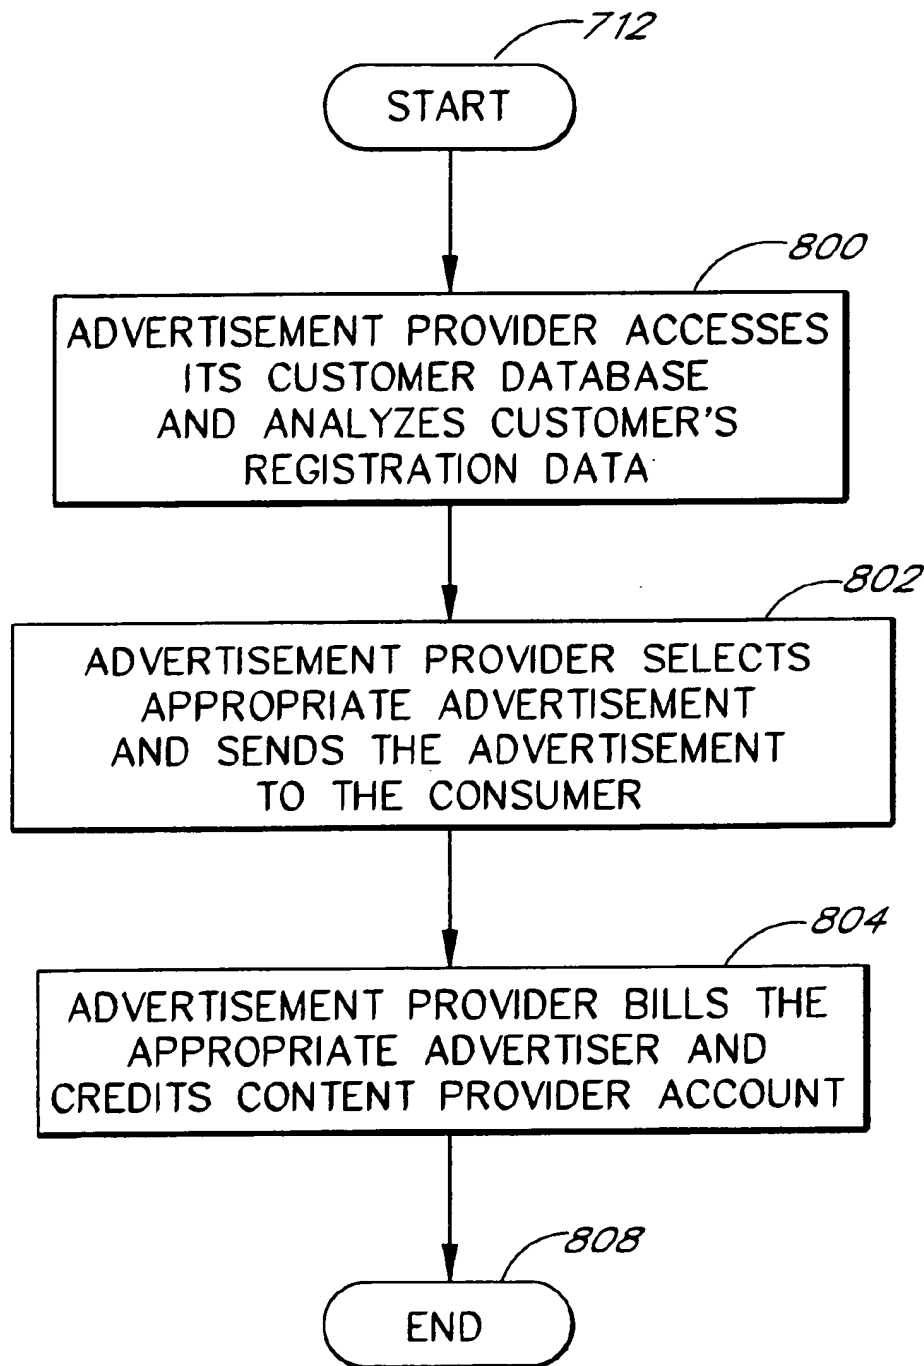 712
START
800
ADVERTISEMENT PROVIDER ACCESSES
ITS CUSTOMER DATABASE
AND ANALYZES CUSTOMER'S
REGISTRATION DATA
802
ADVERTISEMENT PROVIDER SELECTS
APPROPRIATE ADVERTISEMENT
AND SENDS THE ADVERTISEMENT
TO THE CONSUMER
804
ADVERTISEMENT PROVIDER BILLS THE
APPROPRIATE ADVERTISER AND
CREDITS CONTENT PROVIDER ACCOUNT
808
END